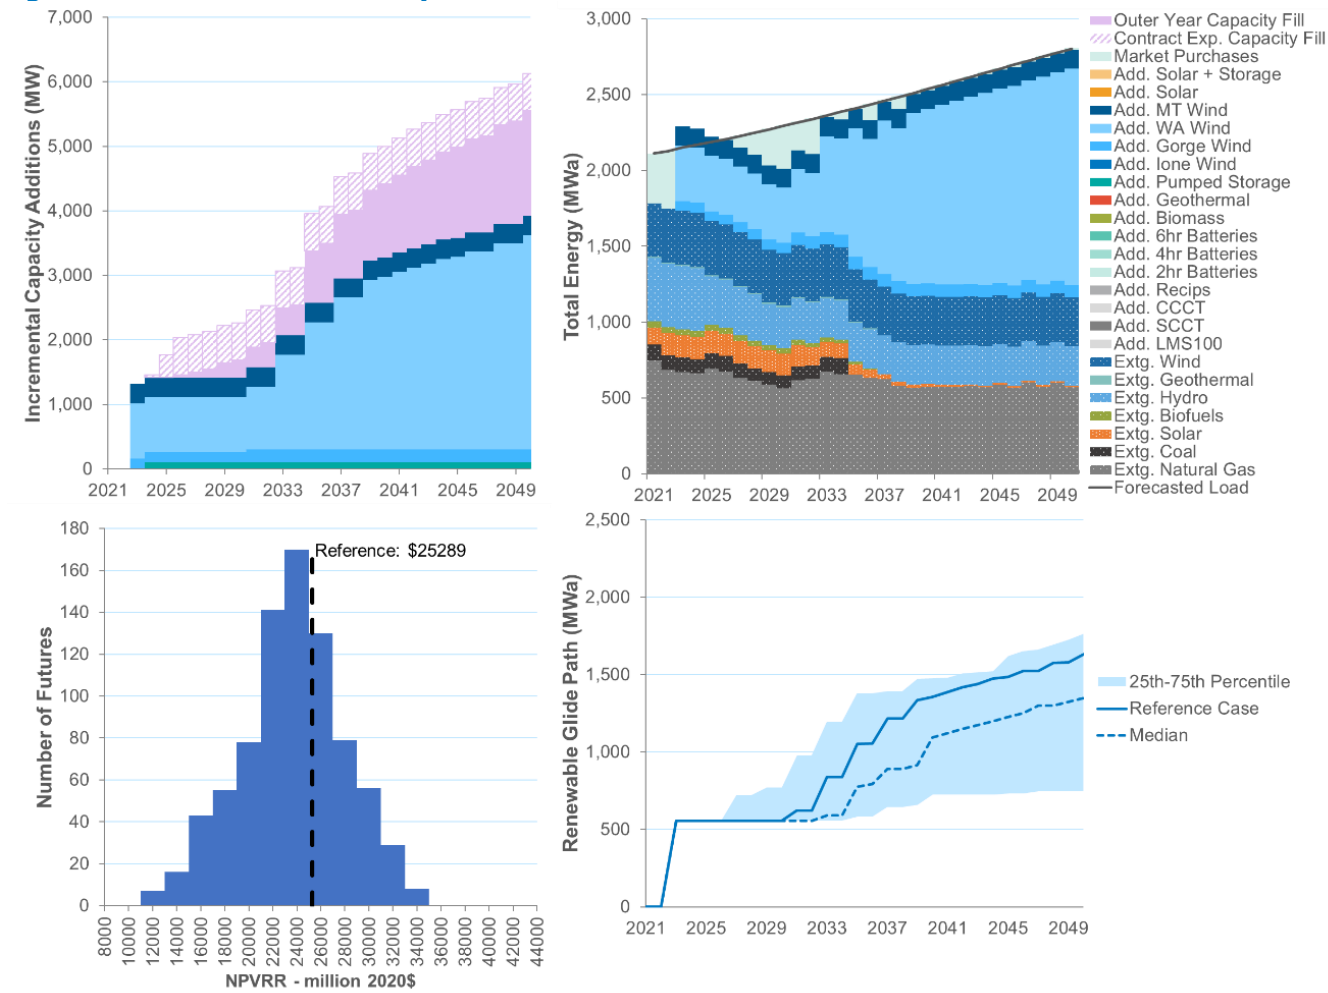 7,000
6,000
5,000
4,000
3,000
2,000
1,000
0
Incremental Capacity Additions (MW)
2021 2025 2029 2033 2037 2041 2045 2049
3,000
2,500
2,000
1,500
1,000
500
0
Total Energy (MWa)
2021 2025 2029 2033 2037 2041 2045 2049
Outer Year Capacity Fill
Contract Exp. Capacity Fill
Market Purchases
Add. Solar + Storage
Add. Solar
Add. MT Wind
Add. WA Wind
Add. Gorge Wind
Add. Ione Wind
Add. Pumped Storage
Add. Geothermal
Add. Biomass
Add. 6hr Batteries
Add. 4hr Batteries
Add. 2hr Batteries
Add. Recips
Add. CCCT
Add. SCCT
Add. LMS100
Extg. Wind
Extg. Geothermal
Extg. Hydro
Extg. Biofuels
Extg. Solar
Extg. Coal
Extg. Natural Gas
Forecasted Load
180
160
140
120
100
80
60
40
20
0
Number of Futures
Reference: $25289
8000 10000 12000 14000 16000 18000 20000 22000 24000 26000 28000 30000 32000 34000 36000 38000 40000 42000 44000
NPVRR - million 2020$
2,500
2,000
1,500
1,000
500
0
Renewable Glide Path (MWa)
2021 2025 2029 2033 2037 2041 2045 2049
25th-75th Percentile
Reference Case
Median